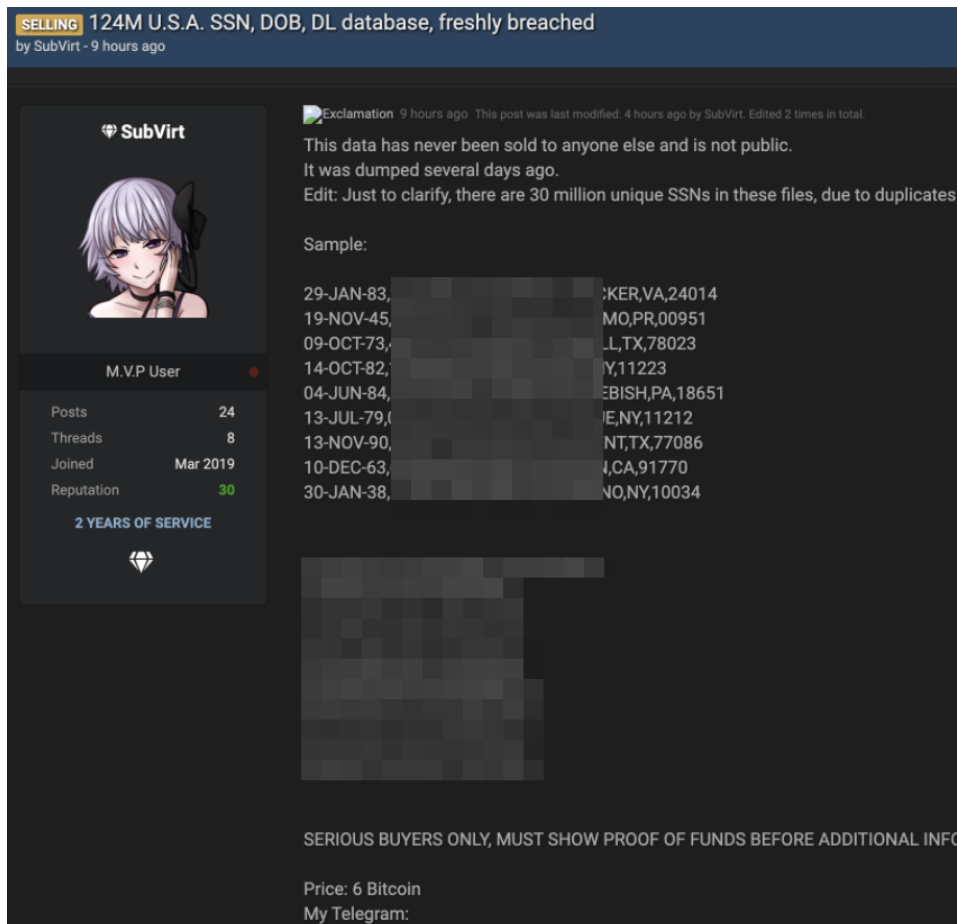 SELLING 124M U.S.A. SSN, DOB, DL database, freshly breached
by SubVirt - 9 hours ago
SubVirt
M.V.P User
Posts 24
Threads 8
Joined Mar 2019
Reputation 30
2 YEARS OF SERVICE
Exclamation 9 hours ago This post was last modified: 4 hours ago by SubVirt. Edited 2 times in total.
This data has never been sold to anyone else and is not public.
It was dumped several days ago.
Edit: Just to clarify, there are 30 million unique SSNs in these files, due to duplicates
Sample:
29-JAN-83, CKER,VA,24014
19-NOV-45, MO,PR,00951
09-OCT-73, LL,TX,78023
14-OCT-82, NY,11223
04-JUN-84, EBISH,PA,18651
13-JUL-79, E,NY,11212
13-NOV-90, NT,TX,77086
10-DEC-63, N,CA,91770
30-JAN-38, NO,NY,10034
SERIOUS BUYERS ONLY, MUST SHOW PROOF OF FUNDS BEFORE ADDITIONAL INFO
Price: 6 Bitcoin
My Telegram: